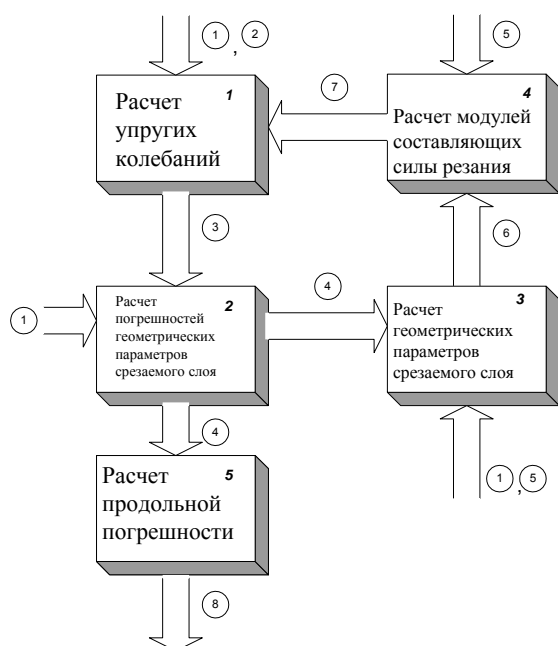 1 , 2
5
1
Расчет
упругих
колебаний
7
4
Расчет модулей
составляющих
силы резания
3
6
1
2
Расчет
погрешностей
геометрических
параметров
срезаемого слоя
4
3
Расчет
геометрических
параметров
срезаемого слоя
4
1 , 5
5
Расчет
продольной
погрешности
8